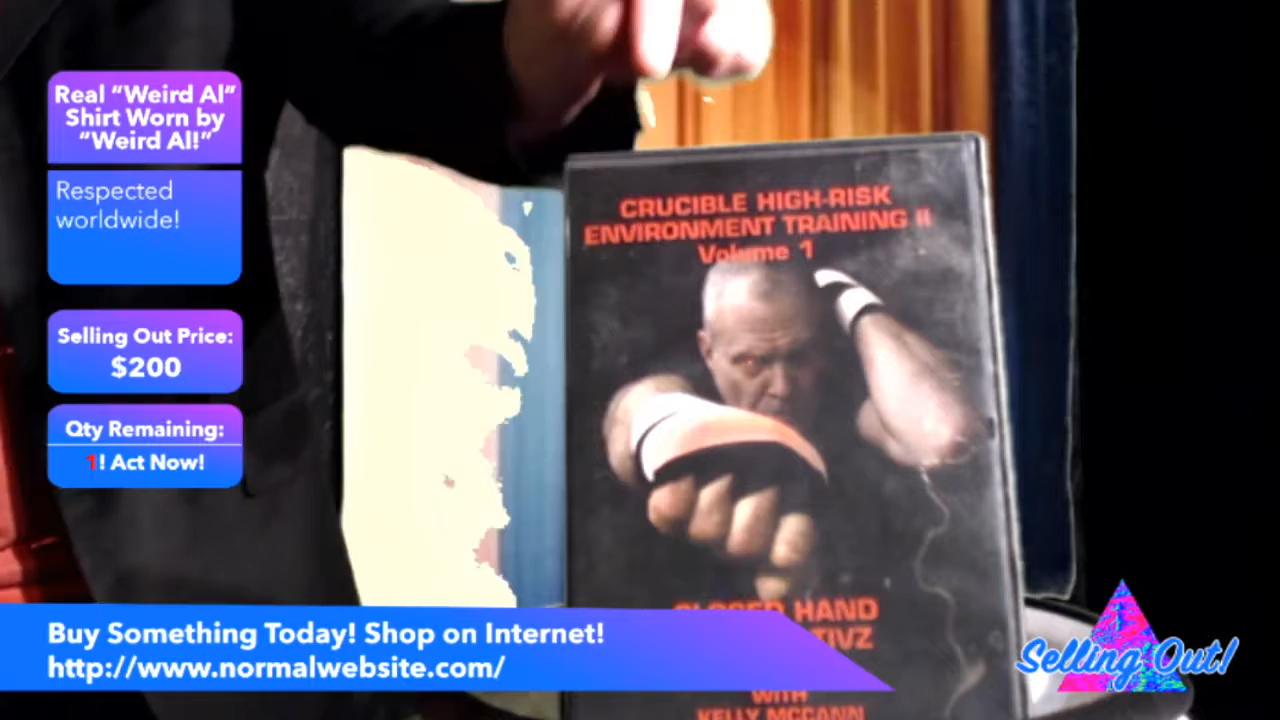 Real “Weird Al”
Shirt Worn by
“Weird Al!”
Respected
worldwide!
Selling Out Price:
$200
Qty Remaining:
1! Act Now!
CRUCIBLE HIGH-RISK
ENVIRONMENT TRAINING II
Volume 1
CLOSED HAND
WITH
KELLY MCCANN
Buy Something Today! Shop on Internet!
http://www.normalwebsite.com/
Selling Out!